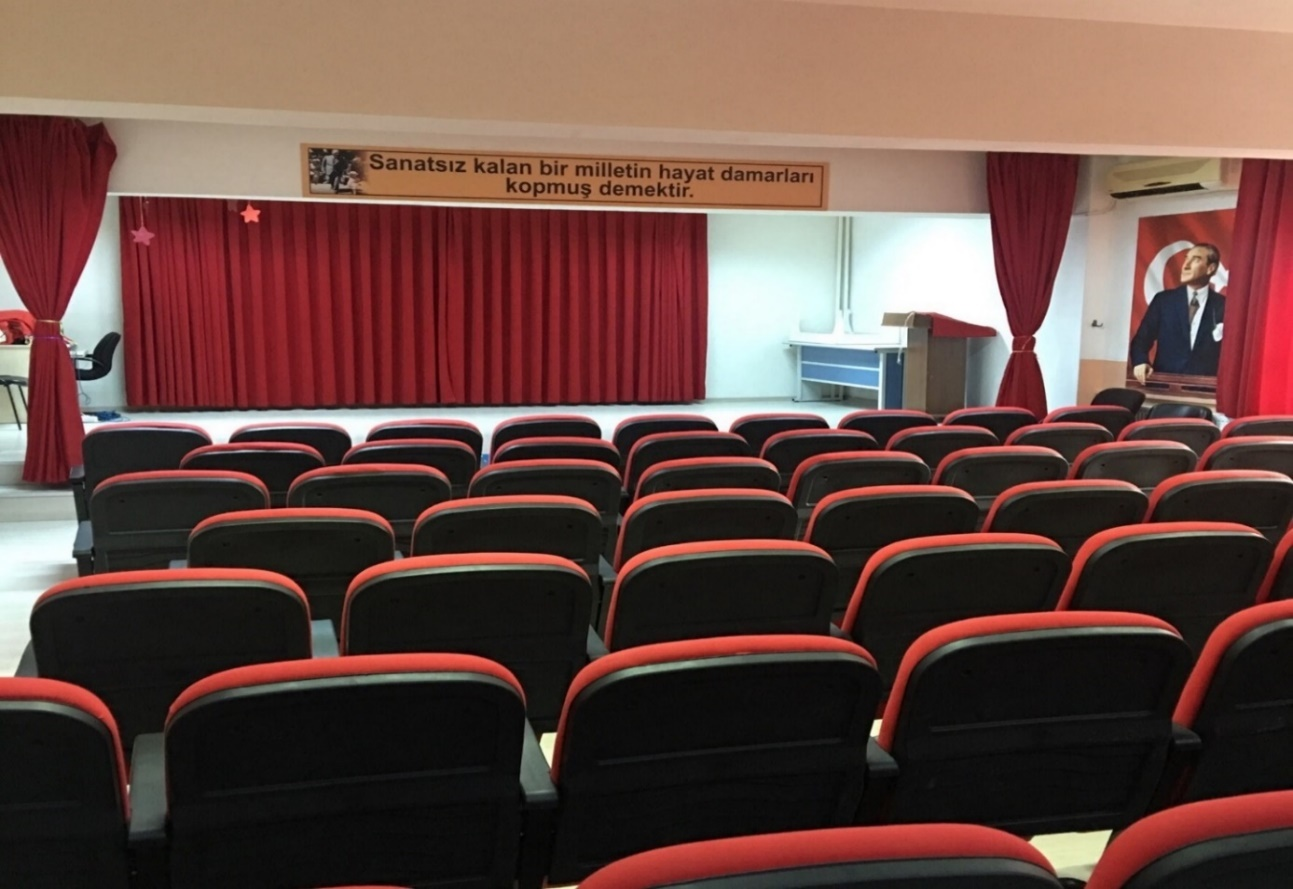 Sanatsız kalan bir milletin hayat damarları
kopmuş demektir.